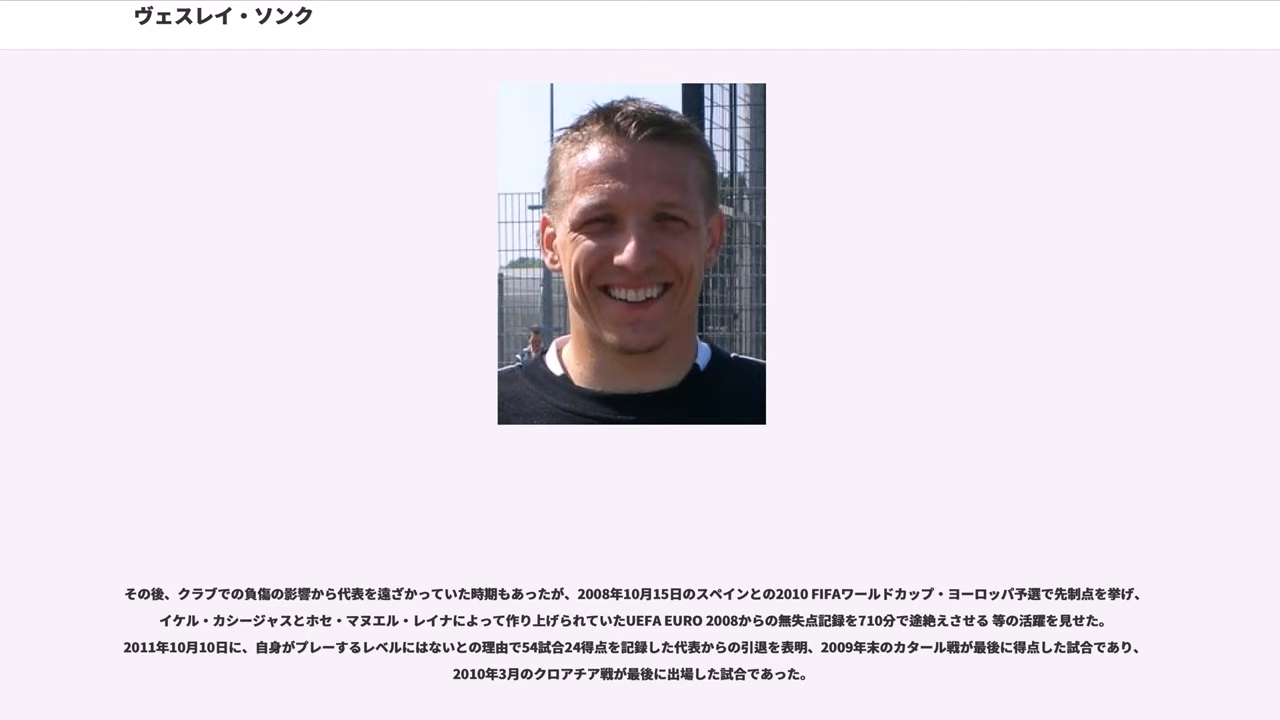 ヴェスレイ・ソンク
その後、クラブでの負傷の影響から代表を遠ざかっていた時期もあったが、2008年10月15日のスペインとの2010 FIFAワールドカップ・ヨーロッパ予選で先制点を挙げ、
イケル・カシージャスとホセ・マヌエル・レイナによって作り上げられていたUEFA EURO 2008からの無失点記録を710分で途絶えさせる 等の活躍を見せた。
2011年10月10日に、自身がプレーするレベルにはないとの理由で54試合24得点を記録した代表からの引退を表明、2009年末のカタール戦が最後に得点した試合であり、
2010年3月のクロアチア戦が最後に出場した試合であった。